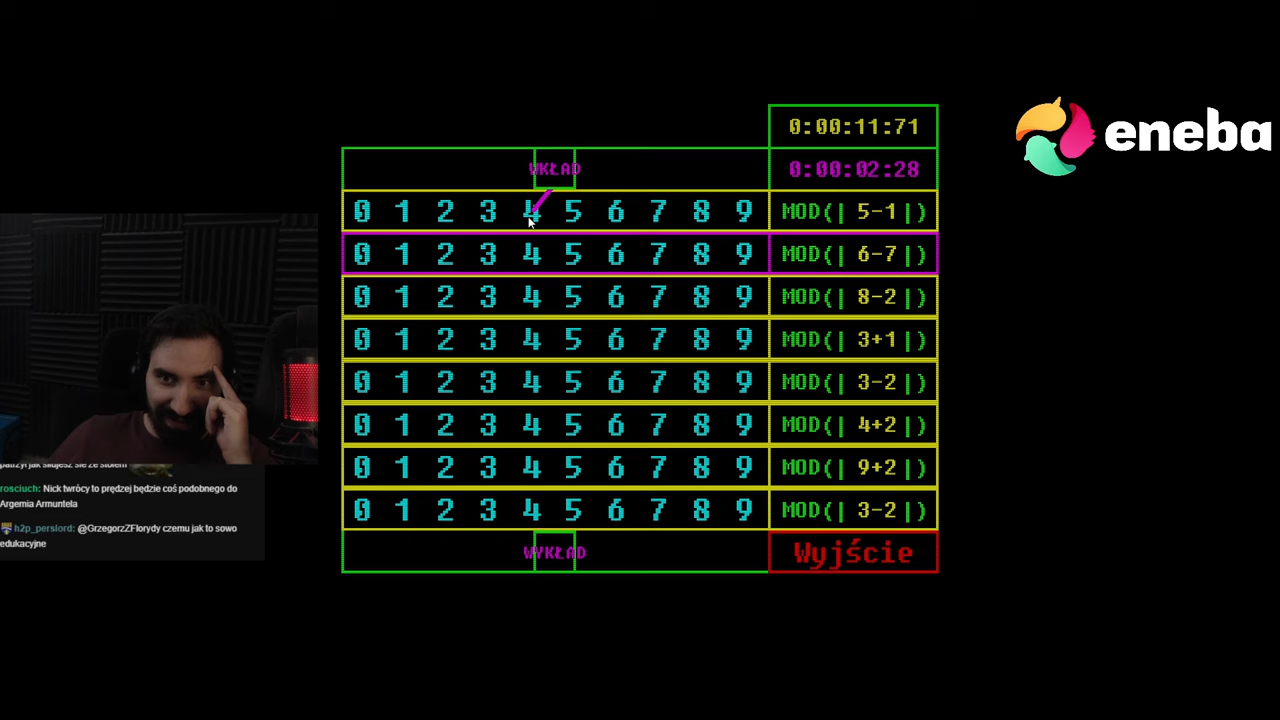 0:00:11:71
eneba
WKŁAD
0:00:02:28
0 1 2 3 4 5 6 7 8 9 MOD(| 5-1 |)
0 1 2 3 4 5 6 7 8 9 MOD(| 6-7 |)
0 1 2 3 4 5 6 7 8 9 MOD(| 8-2 |)
0 1 2 3 4 5 6 7 8 9 MOD(| 3+1 |)
0 1 2 3 4 5 6 7 8 9 MOD(| 3-2 |)
0 1 2 3 4 5 6 7 8 9 MOD(| 4+2 |)
0 1 2 3 4 5 6 7 8 9 MOD(| 9+2 |)
0 1 2 3 4 5 6 7 8 9 MOD(| 3-2 |)
WYKŁAD
Wyjście
patrzył jak siłujesz sie ze stołem
rosciuch: Nick twrócy to prędzej będzie coś podobnego do
Argemia Armuntela
h2p_perslord: @GrzegorzZFlorydy czemu jak to sowo
edukacyjne